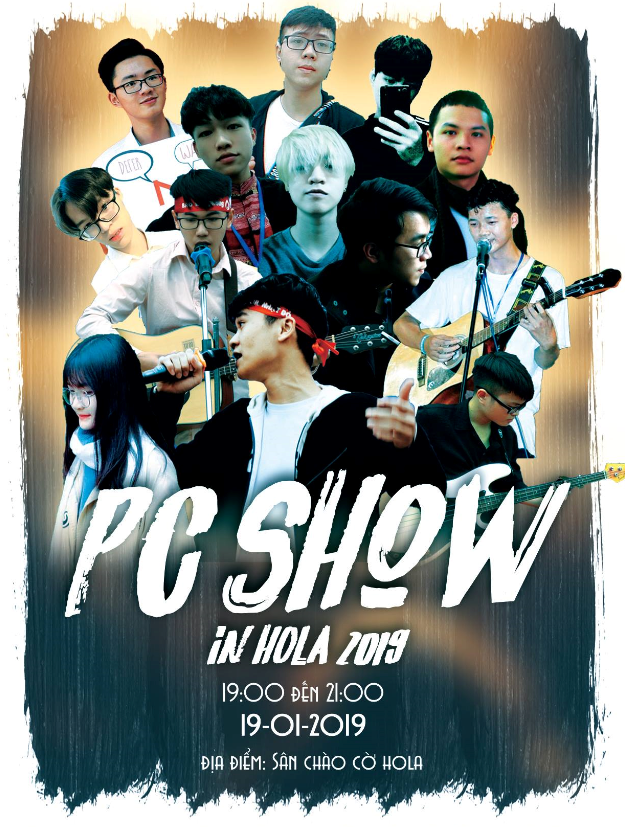 DEFER
PC SHOW
iN HOLA 2019
19:00 ĐẾN 21:00
19-01-2019
ĐỊA ĐIỂM: SÂN CHÀO CỜ HOLA